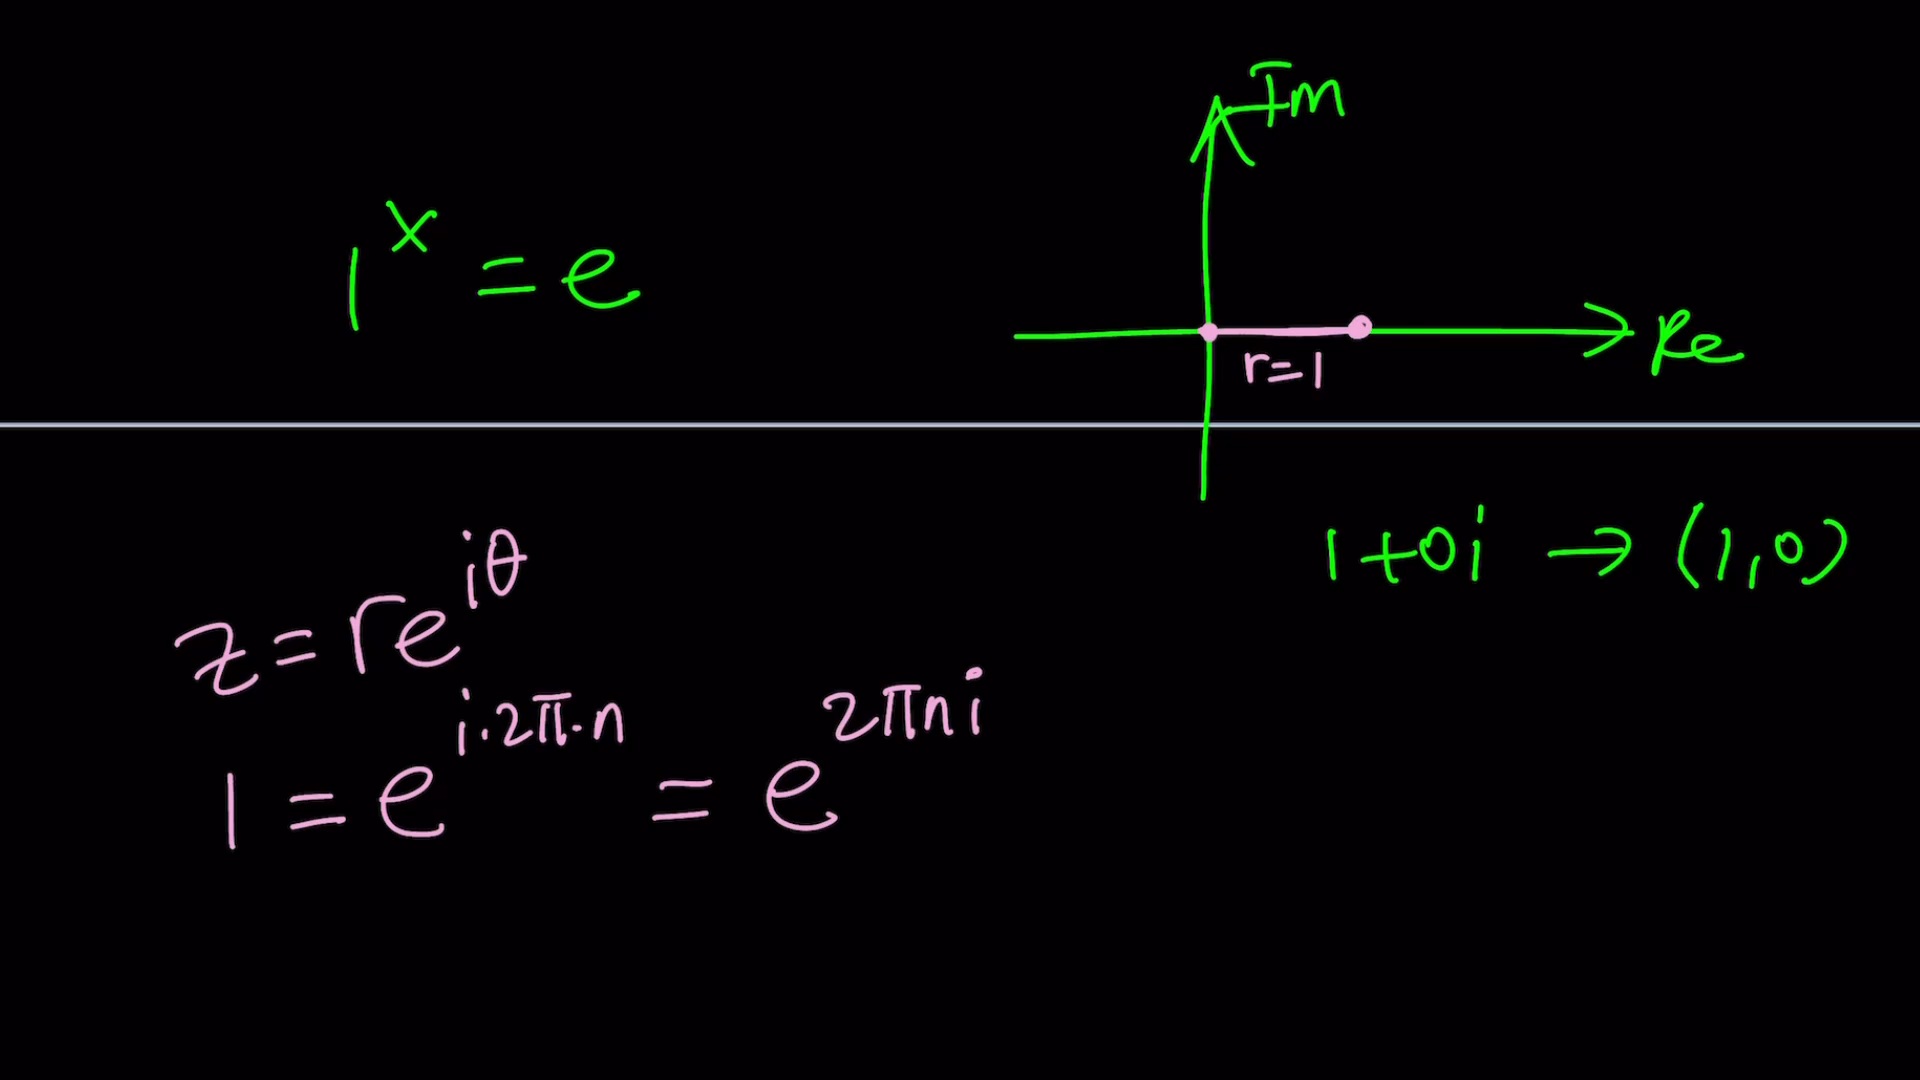 Im
1^x = e
Re
r=1
1+0i → (1,0)
z=re^{iθ}
1 = e^{i·2π·n} = e^{2πni}